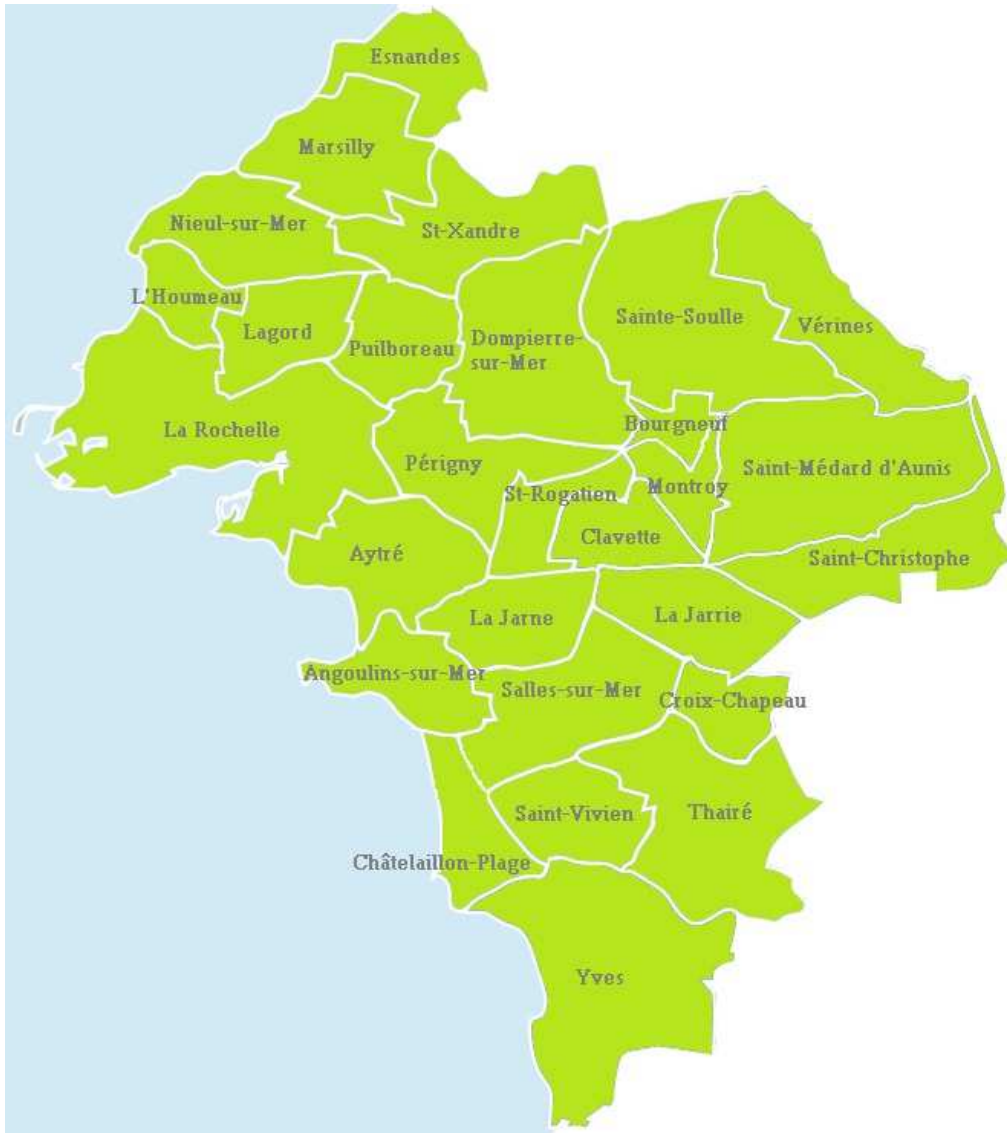 Esnandes
Marsilly
Nieul-sur-Mer
St-Xandre
L'Houmeau
Lagord
Puilboreau
Dompierre-
sur-Mer
Sainte-Soulle
Vérines
La Rochelle
Périgny
Bourgneuf
Saint-Médard d'Aunis
St-Rogatien
Montroy
Clavette
Aytré
Saint-Christophe
La Jarne
La Jarrie
Angoulins-sur-Mer
Salles-sur-Mer
Croix-Chapeau
Saint-Vivien
Thairé
Châtelaillon-Plage
Yves